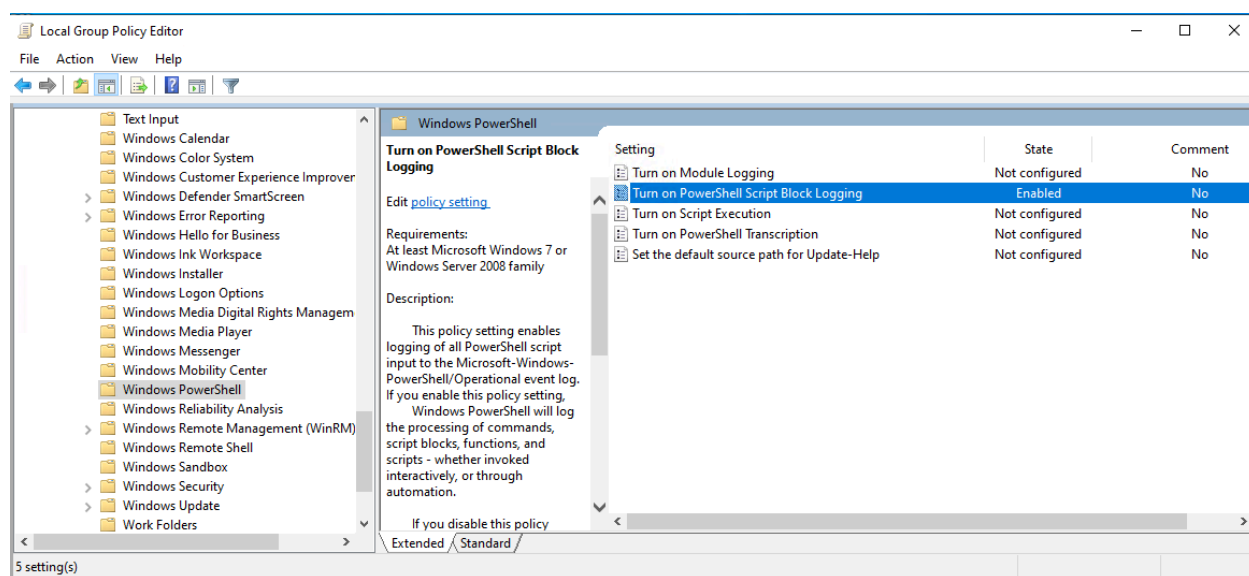 Local Group Policy Editor
File Action View Help
Text Input
Windows Calendar
Windows Color System
Windows Customer Experience Improver
Windows Defender SmartScreen
Windows Error Reporting
Windows Hello for Business
Windows Ink Workspace
Windows Installer
Windows Logon Options
Windows Media Digital Rights Managem
Windows Media Player
Windows Messenger
Windows Mobility Center
Windows PowerShell
Windows Reliability Analysis
Windows Remote Management (WinRM)
Windows Remote Shell
Windows Sandbox
Windows Security
Windows Update
Work Folders
Windows PowerShell
Turn on PowerShell Script Block
Logging
Edit policy setting
Requirements:
At least Microsoft Windows 7 or
Windows Server 2008 family
Description:
This policy setting enables
logging of all PowerShell script
input to the Microsoft-Windows-
PowerShell/Operational event log.
If you enable this policy setting,
Windows PowerShell will log
the processing of commands,
script blocks, functions, and
scripts - whether invoked
interactively, or through
automation.
If you disable this policy
Setting State Comment
Turn on Module Logging Not configured No
Turn on PowerShell Script Block Logging Enabled No
Turn on Script Execution Not configured No
Turn on PowerShell Transcription Not configured No
Set the default source path for Update-Help Not configured No
Extended Standard
5 setting(s)